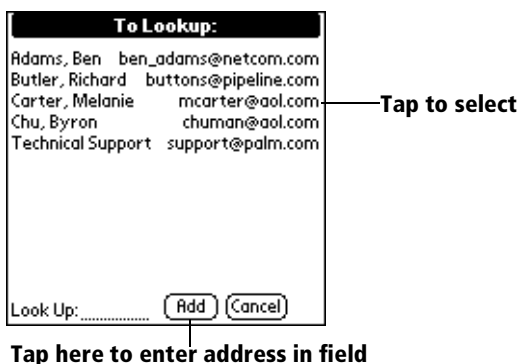 To Lookup:
Adams, Ben ben_adams@netcom.com
Butler, Richard buttons@pipeline.com
Carter, Melanie mcarter@aol.com
Tap to select
Chu, Byron chuman@aol.com
Technical Support support@palm.com
Look Up: Add Cancel
Tap here to enter address in field